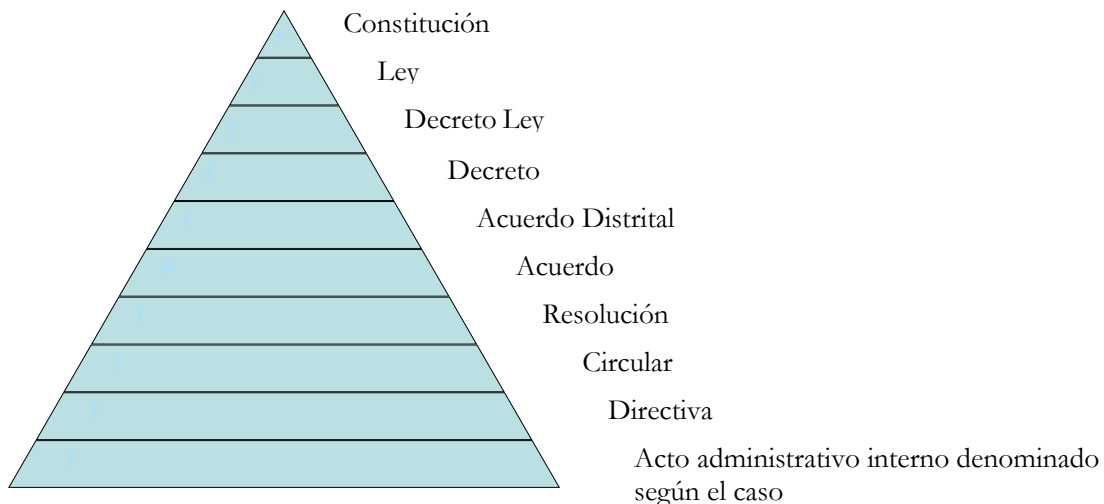 Constitución
Ley
Decreto Ley
Decreto
Acuerdo Distrital
Acuerdo
Resolución
Circular
Directiva
Acto administrativo interno denominado
según el caso